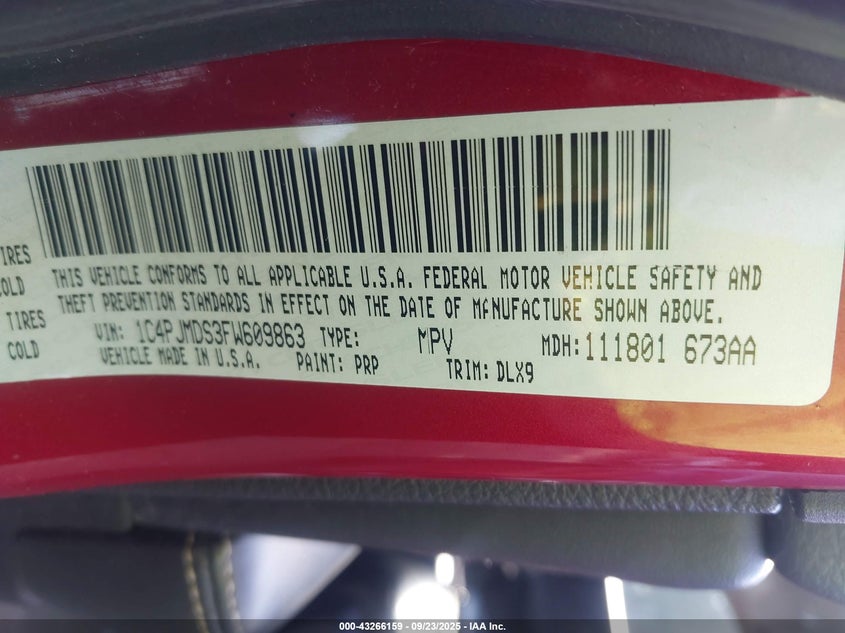 TIRES
COLD
THIS VEHICLE CONFORMS TO ALL APPLICABLE U.S.A. FEDERAL MOTOR VEHICLE SAFETY AND
THEFT PREVENTION STANDARDS IN EFFECT ON THE DATE OF MANUFACTURE SHOWN ABOVE.
TIRES
COLD
VIN: 1C4PJMDS3FW609863 TYPE: MPV MDH: 111801 673AA
VEHICLE MADE IN U.S.A. PAINT: PRP TRIM: DLX9
000-43266159 - 09/23/2025 - IAA Inc.